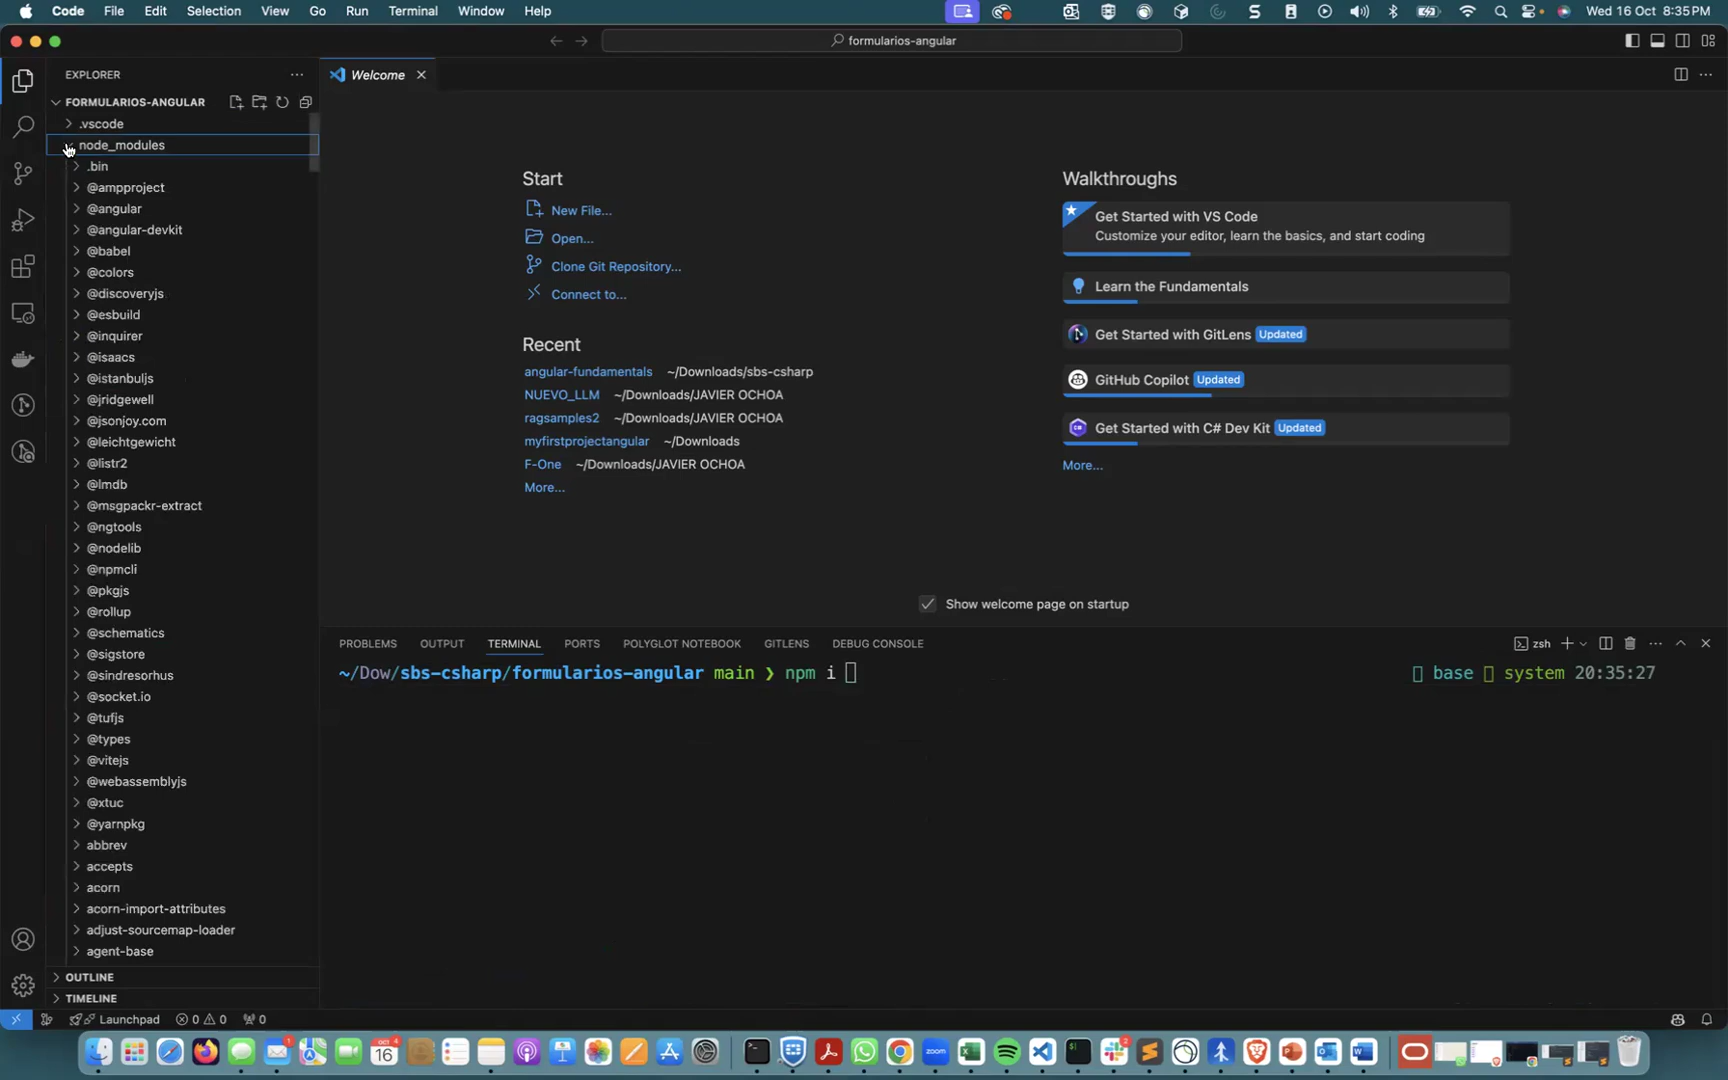 Code File Edit Selection View Go Run Terminal Window Help Wed 16 Oct 8:35 PM
formularios-angular
EXPLORER
Welcome
FORMULARIOS-ANGULAR
.vscode
node_modules
.bin
@ampproject
@angular
@angular-devkit
@babel
@colors
@discoveryjs
@esbuild
@inquirer
@isaacs
@istanbuljs
@jridgewell
@jsonjoy.com
@leichtgewicht
@listr2
@lmdb
@msgpackr-extract
@ngtools
@nodelib
@npmcli
@pkgjs
@rollup
@schematics
@sigstore
@sindresorhus
@socket.io
@tufjs
@types
@vitejs
@webassemblyjs
@xtuc
@yarnpkg
abbrev
accepts
acorn
acorn-import-attributes
adjust-sourcemap-loader
agent-base
OUTLINE
TIMELINE
Start
New File...
Open...
Clone Git Repository...
Connect to...
Recent
angular-fundamentals ~/Downloads/sbs-csharp
NUEVO_LLM ~/Downloads/JAVIER OCHOA
ragsamples2 ~/Downloads/JAVIER OCHOA
myfirstprojectangular ~/Downloads
F-One ~/Downloads/JAVIER OCHOA
More...
Walkthroughs
Get Started with VS Code
Customize your editor, learn the basics, and start coding
Learn the Fundamentals
Get Started with GitLens Updated
GitHub Copilot Updated
Get Started with C# Dev Kit Updated
More...
Show welcome page on startup
PROBLEMS OUTPUT TERMINAL PORTS POLYGLOT NOTEBOOK GITLENS DEBUG CONSOLE zsh
~/Dow/sbs-csharp/formularios-angular main ❯ npm i base system 20:35:27
Launchpad 0 0 0
OCT
16
zoom